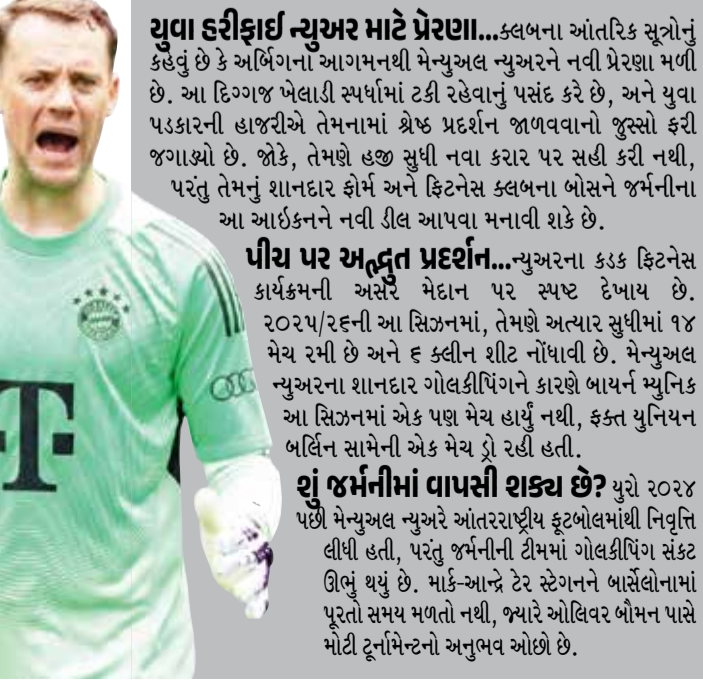 યુવા હરીફાઈ ન્યુઅર માટે પ્રેરણા...ક્લબના આંતરિક સૂત્રોનું
કહેવું છે કે અર્બિગના આગમનથી મેન્યુઅલ ન્યુઅરને નવી પ્રેરણા મળી
છે. આ દિગ્ગજ ખેલાડી સ્પર્ધામાં ટકી રહેવાનું પસંદ કરે છે, અને યુવા
પડકારની હાજરીએ તેમનામાં શ્રેષ્ઠ પ્રદર્શન જાળવવાનો જુસ્સો ફરી
જગાડ્યો છે. જોકે, તેમણે હજી સુધી નવા કરાર પર સહી કરી નથી,
પરંતુ તેમનું શાનદાર ફોર્મ અને ફિટનેસ ક્લબના બોસને જર્મનીના
આ આઇકનને નવી ડીલ આપવા મનાવી શકે છે.
પીચ પર અદ્ભુત પ્રદર્શન...ન્યુઅરના કડક ફિટનેસ
કાર્યક્રમની અસર મેદાન પર સ્પષ્ટ દેખાય છે.
૨૦૨૫/૨૬ની આ સિઝનમાં, તેમણે અત્યાર સુધીમાં ૧૪
મેચ રમી છે અને ૬ ક્લીન શીટ નોંધાવી છે. મેન્યુઅલ
ન્યુઅરના શાનદાર ગોલકીપિંગને કારણે બાયર્ન મ્યુનિક
આ સિઝનમાં એક પણ મેચ હાર્યું નથી, ફક્ત યુનિયન
બર્લિન સામેની એક મેચ ડ્રો રહી હતી.
શું જર્મનીમાં વાપસી શક્ય છે? યુરો ૨૦૨૪
પછી મેન્યુઅલ ન્યુઅરે આંતરરાષ્ટ્રીય ફૂટબોલમાંથી નિવૃત્તિ
લીધી હતી, પરંતુ જર્મનીની ટીમમાં ગોલકીપિંગ સંકટ
ઊભું થયું છે. માર્ક-આન્દ્રે ટેર સ્ટેગનને બાર્સેલોનામાં
પૂરતો સમય મળતો નથી, જ્યારે ઓલિવર બૌમન પાસે
મોટી ટૂર્નામેન્ટનો અનુભવ ઓછો છે.
T